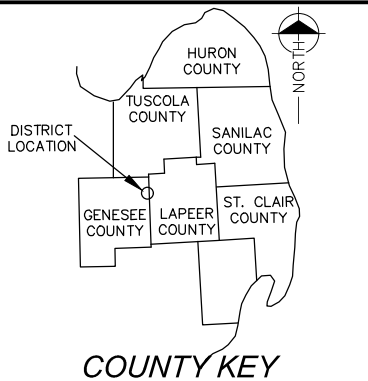 HURON
COUNTY
NORTH
TUSCOLA
COUNTY
DISTRICT
LOCATION
SANILAC
COUNTY
GENESEE
COUNTY
LAPEER
COUNTY
ST. CLAIR
COUNTY
COUNTY KEY